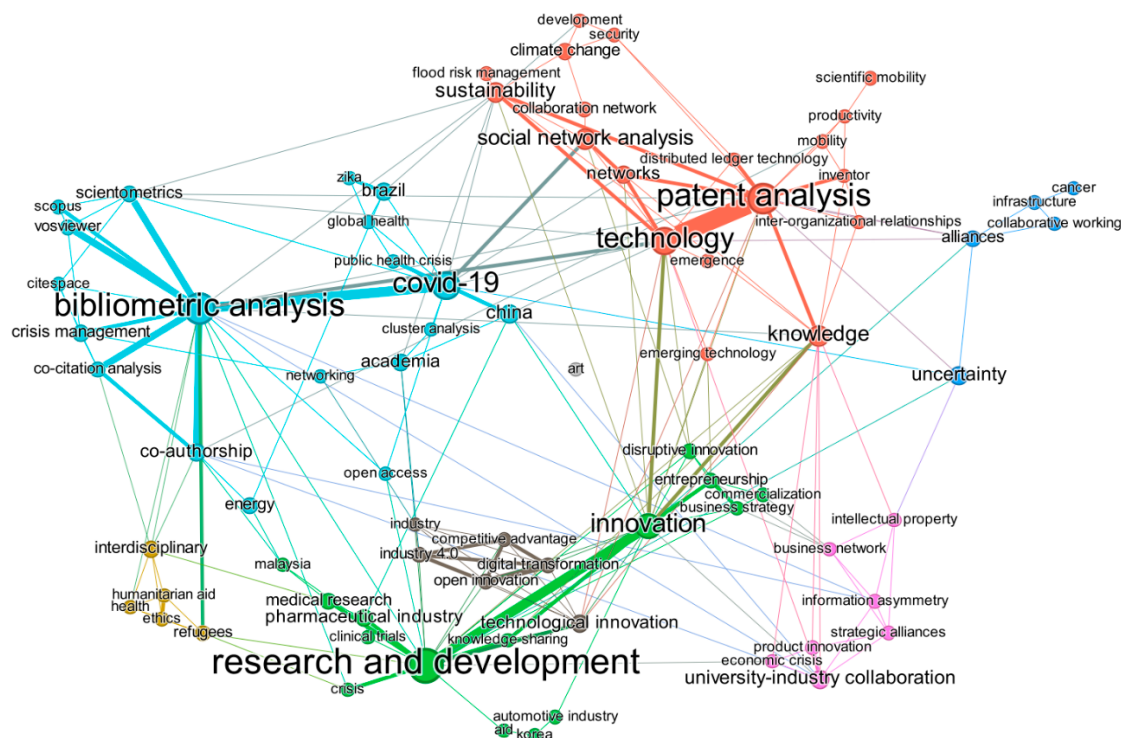 development
security
climate change
flood risk management
scientific mobility
sustainability
collaboration network
productivity
social network analysis
mobility
distributed ledger technology
zika
networks
inventor
brazil
scientometrics
patent analysis
cancer
scopus
infrastructure
vosviewer
global health
inter-organizational relationships
collaborative working
technology
alliances
public health crisis
emergence
citespace
covid-19
bibliometric analysis
china
crisis management
cluster analysis
knowledge
emerging technology
academia
co-citation analysis
art
networking
uncertainty
disruptive innovation
co-authorship
open access
entrepreneurship
commercialization
energy
business strategy
industry
innovation
intellectual property
competitive advantage
interdisciplinary
industry 4.0
business network
malaysia
digital transformation
open innovation
humanitarian aid
medical research
information asymmetry
health
pharmaceutical industry
ethics
technological innovation
refugees
clinical trials
knowledge-sharing
strategic alliances
product innovation
research and development
economic crisis
university-industry collaboration
crisis
automotive industry
aid
korea